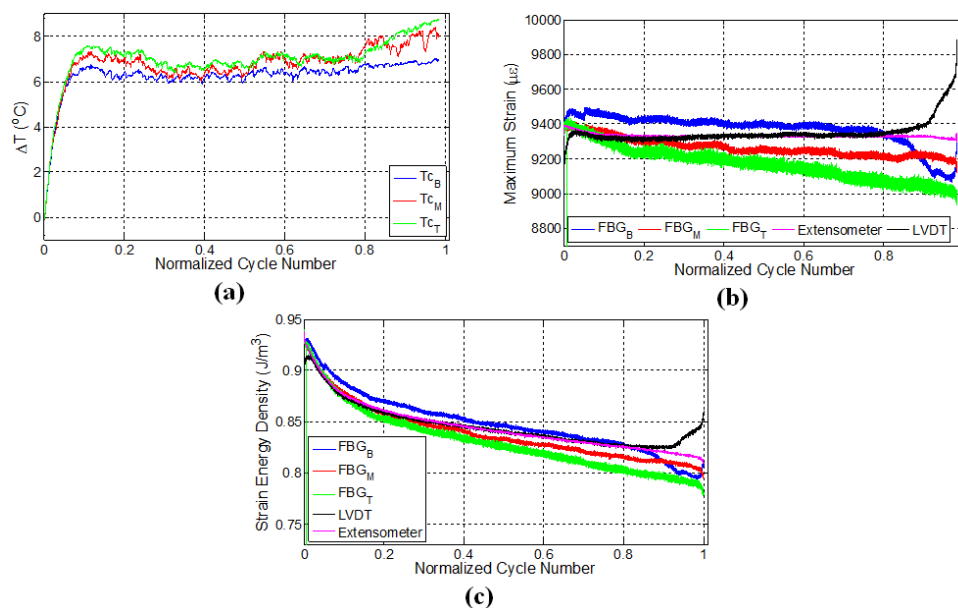 8
6
4
2
0
ΔT (°C)
Tc_B
Tc_M
Tc_T
0 0.2 0.4 0.6 0.8 1
Normalized Cycle Number
(a)
10000
9800
9600
9400
9200
9000
8800
Maximum Strain (με)
FBG_B FBG_M FBG_T Extensometer LVDT
0 0.2 0.4 0.6 0.8
Normalized Cycle Number
(b)
0.95
0.9
0.85
0.8
0.75
Strain Energy Density (J/m³)
FBG_B
FBG_M
FBG_T
LVDT
Extensometer
0 0.2 0.4 0.6 0.8 1
Normalized Cycle Number
(c)